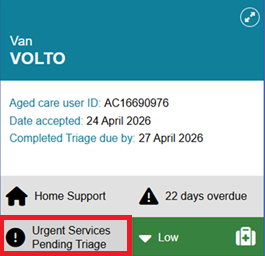 Van
VOLTO
Aged care user ID: AC16690976
Date accepted: 24 April 2026
Completed Triage due by: 27 April 2026
Home Support
22 days overdue
Urgent Services
Pending Triage
Low